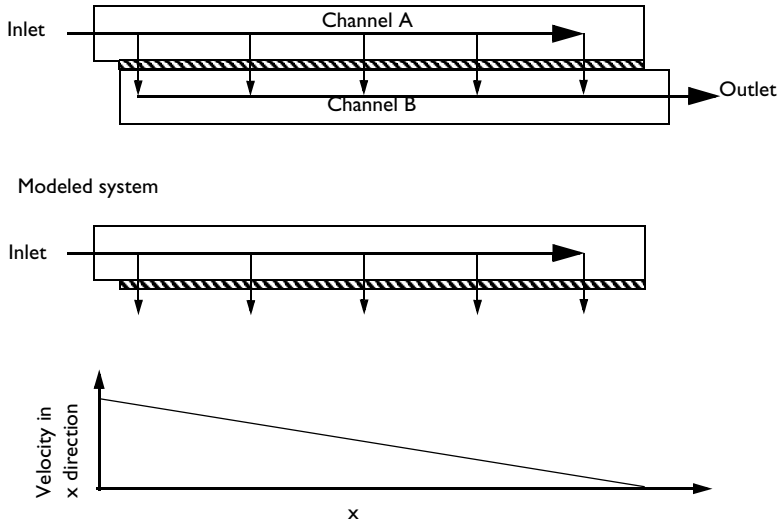 Channel A
Inlet
Channel B
Outlet
Modeled system
Inlet
Velocity in
x direction
x